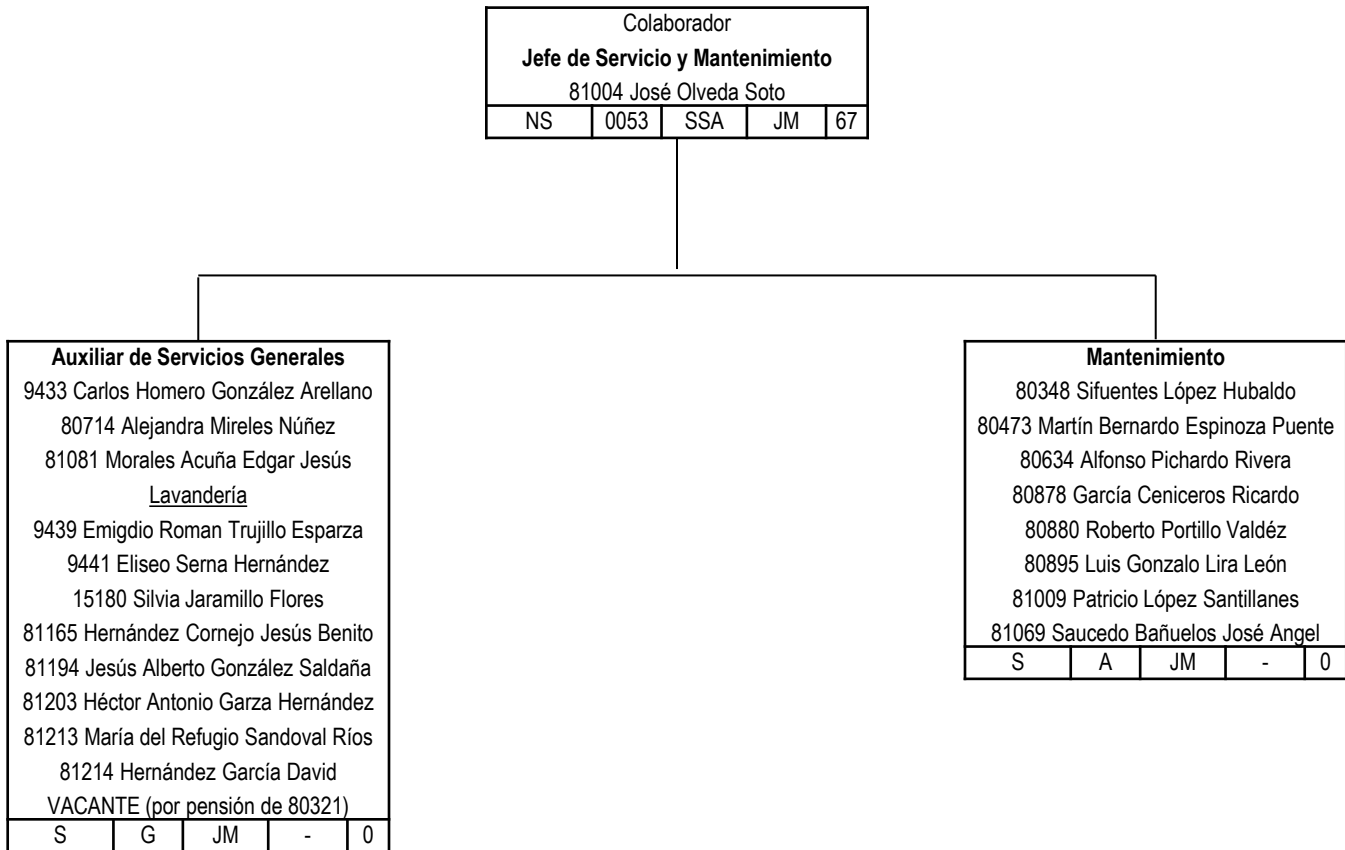 Colaborador
Jefe de Servicio y Mantenimiento
81004 José Olveda Soto
NS 0053 SSA JM 67
Auxiliar de Servicios Generales
9433 Carlos Homero González Arellano
80714 Alejandra Mireles Núñez
81081 Morales Acuña Edgar Jesús
Lavandería
9439 Emigdio Roman Trujillo Esparza
9441 Eliseo Serna Hernández
15180 Silvia Jaramillo Flores
81165 Hernández Cornejo Jesús Benito
81194 Jesús Alberto González Saldaña
81203 Héctor Antonio Garza Hernández
81213 María del Refugio Sandoval Ríos
81214 Hernández García David
VACANTE (por pensión de 80321)
S G JM - 0
Mantenimiento
80348 Sifuentes López Hubaldo
80473 Martín Bernardo Espinoza Puente
80634 Alfonso Pichardo Rivera
80878 García Ceniceros Ricardo
80880 Roberto Portillo Valdéz
80895 Luis Gonzalo Lira León
81009 Patricio López Santillanes
81069 Saucedo Bañuelos José Angel
S A JM - 0